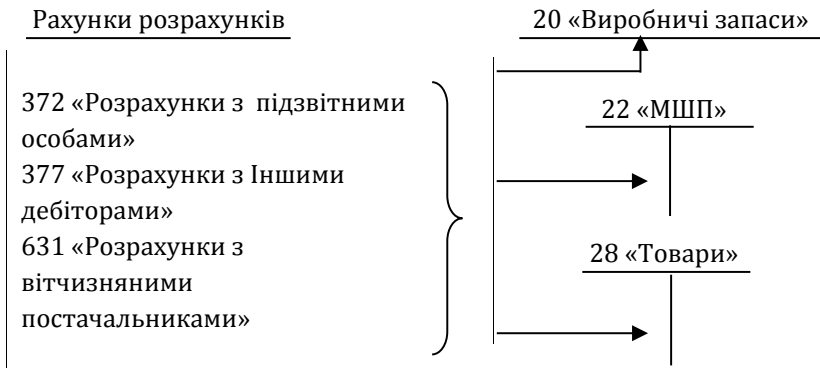 Рахунки розрахунків
20 «Виробничі запаси»
372 «Розрахунки з підзвітними
особами»
377 «Розрахунки з Іншими
дебіторами»
631 «Розрахунки з
вітчизняними
постачальниками»
22 «МШП»
28 «Товари»